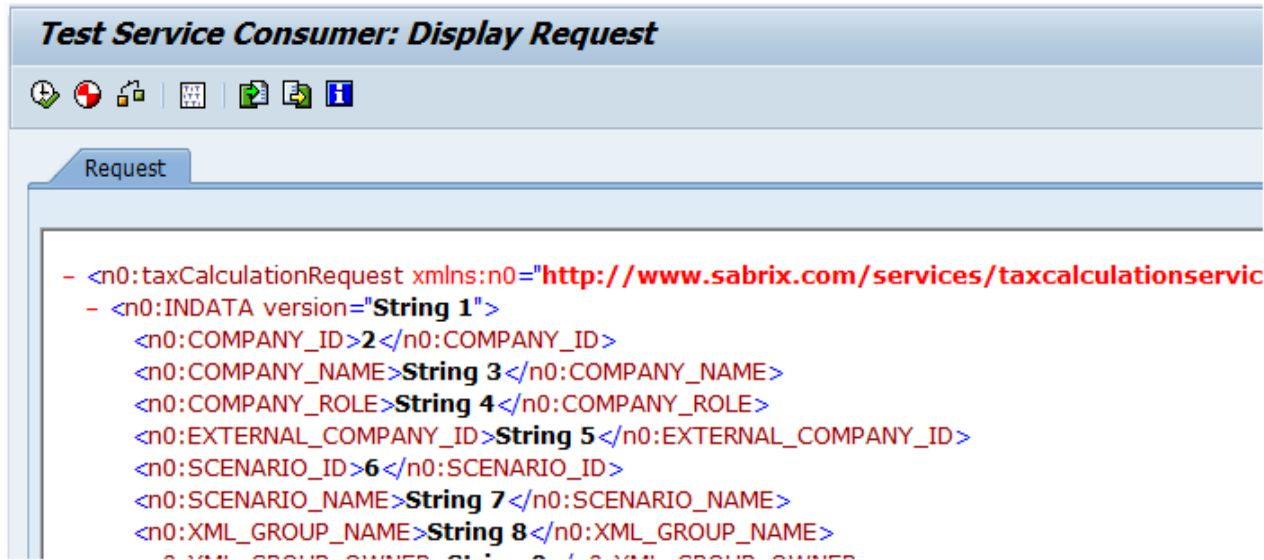 Test Service Consumer: Display Request
Request
- <n0:taxCalculationRequest xmlns:n0="http://www.sabrix.com/services/taxcalculationservic
- <n0:INDATA version="String 1">
<n0:COMPANY_ID>2</n0:COMPANY_ID>
<n0:COMPANY_NAME>String 3</n0:COMPANY_NAME>
<n0:COMPANY_ROLE>String 4</n0:COMPANY_ROLE>
<n0:EXTERNAL_COMPANY_ID>String 5</n0:EXTERNAL_COMPANY_ID>
<n0:SCENARIO_ID>6</n0:SCENARIO_ID>
<n0:SCENARIO_NAME>String 7</n0:SCENARIO_NAME>
<n0:XML_GROUP_NAME>String 8</n0:XML_GROUP_NAME>